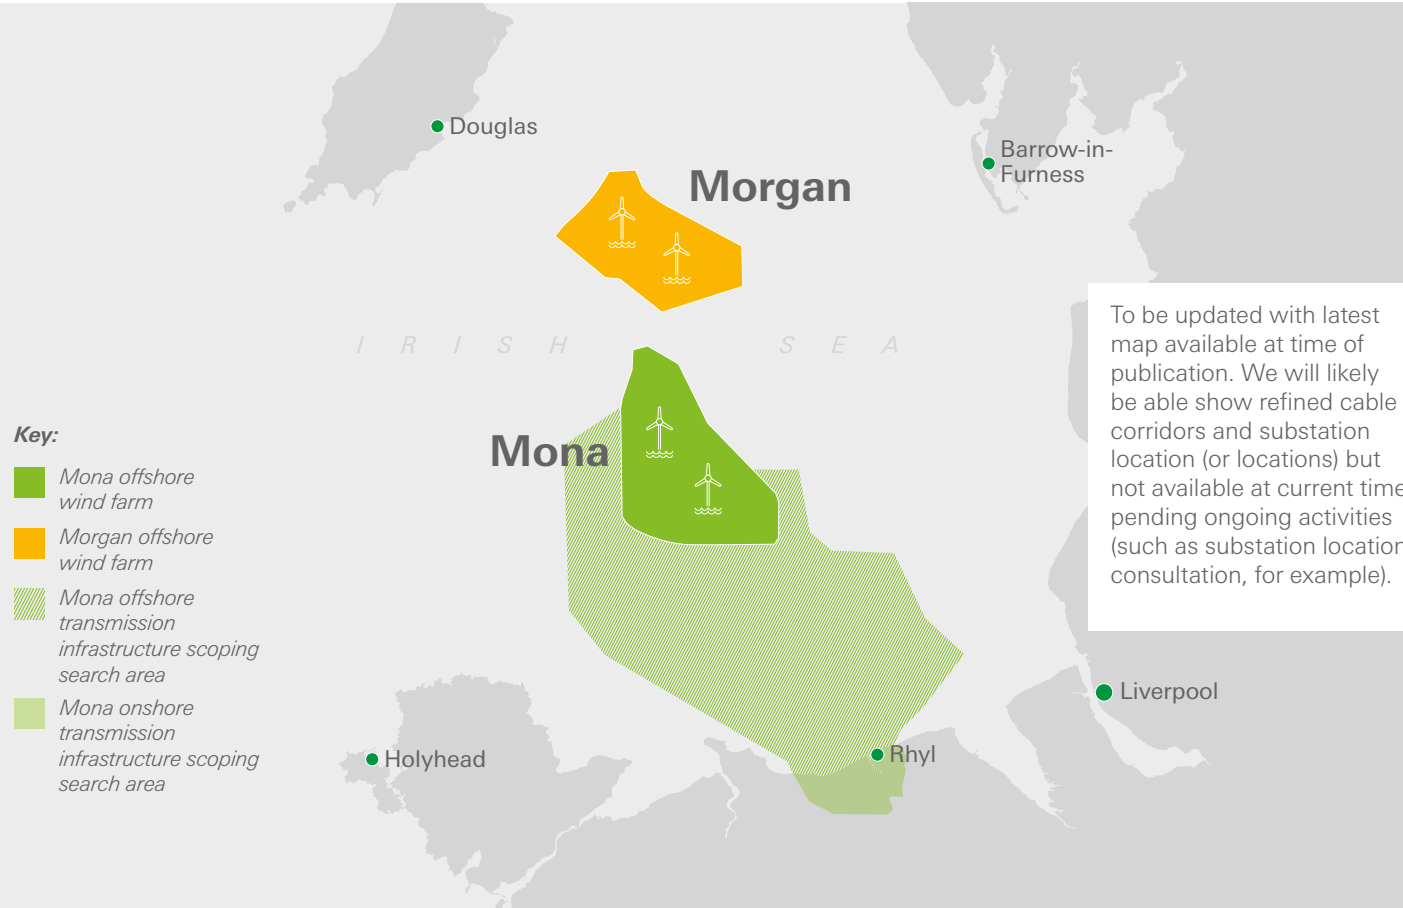 Douglas
Barrow-in-
Furness
Morgan
IRISH SEA
To be updated with latest
map available at time of
publication. We will likely
be able show refined cable
corridors and substation
location (or locations) but
not available at current time
pending ongoing activities
(such as substation location
consultation, for example).
Mona
Key:
Mona offshore
wind farm
Morgan offshore
wind farm
Mona offshore
transmission
infrastructure scoping
search area
Mona onshore
transmission
infrastructure scoping
search area
Liverpool
Holyhead
Rhyl